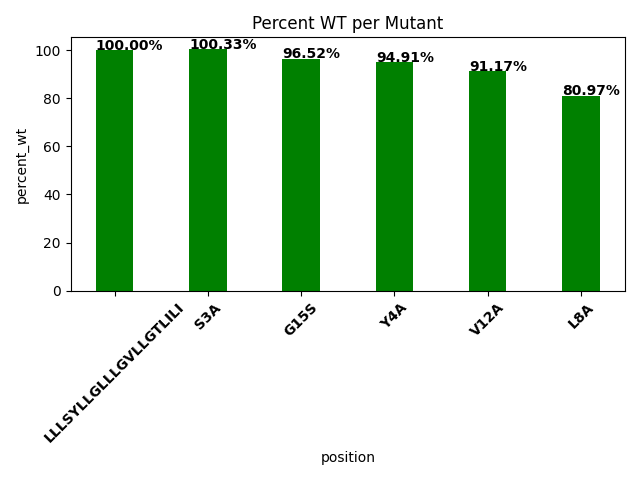 Percent WT per Mutant
100.00%
100.33%
96.52%
94.91%
91.17%
80.97%
percent_wt
100
80
60
40
20
0
LLLSYLLGLLLGVLLGTLILI
S3A
G15S
Y4A
V12A
L8A
position